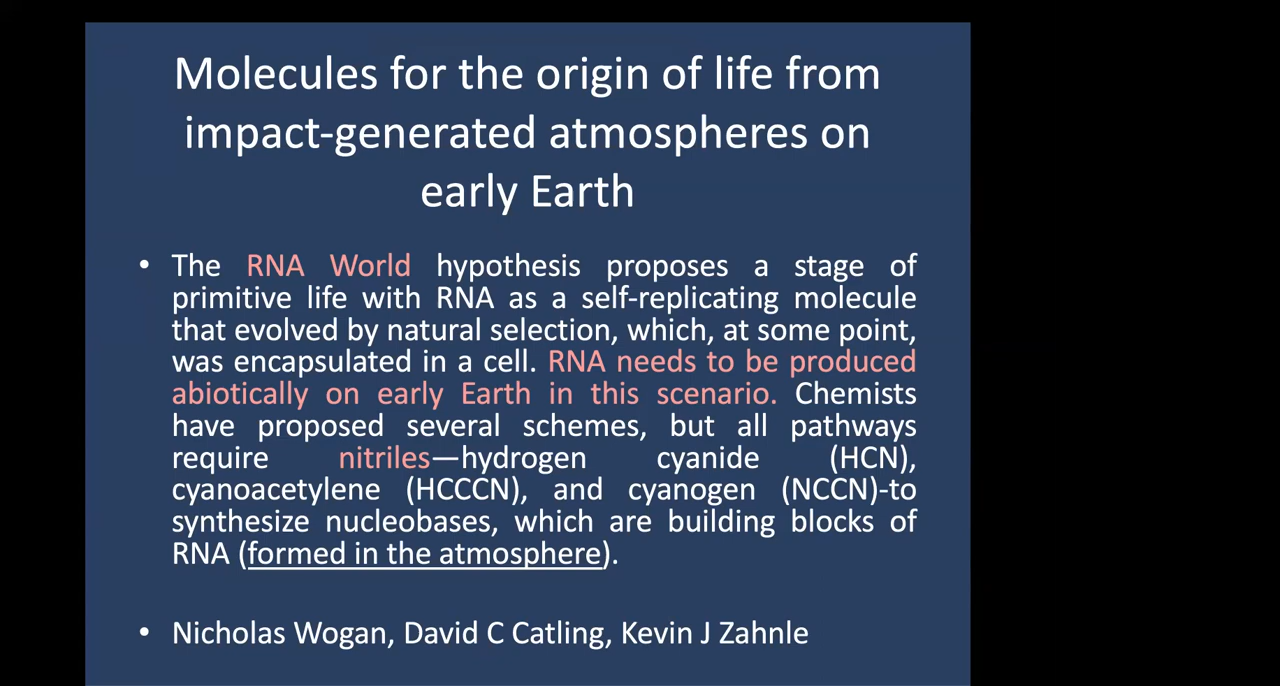 Molecules for the origin of life from
impact-generated atmospheres on
early Earth
• The RNA World hypothesis proposes a stage of
primitive life with RNA as a self-replicating molecule
that evolved by natural selection, which, at some point,
was encapsulated in a cell. RNA needs to be produced
abiotically on early Earth in this scenario. Chemists
have proposed several schemes, but all pathways
require nitriles—hydrogen cyanide (HCN),
cyanoacetylene (HCCCN), and cyanogen (NCCN)-to
synthesize nucleobases, which are building blocks of
RNA (formed in the atmosphere).
• Nicholas Wogan, David C Catling, Kevin J Zahnle